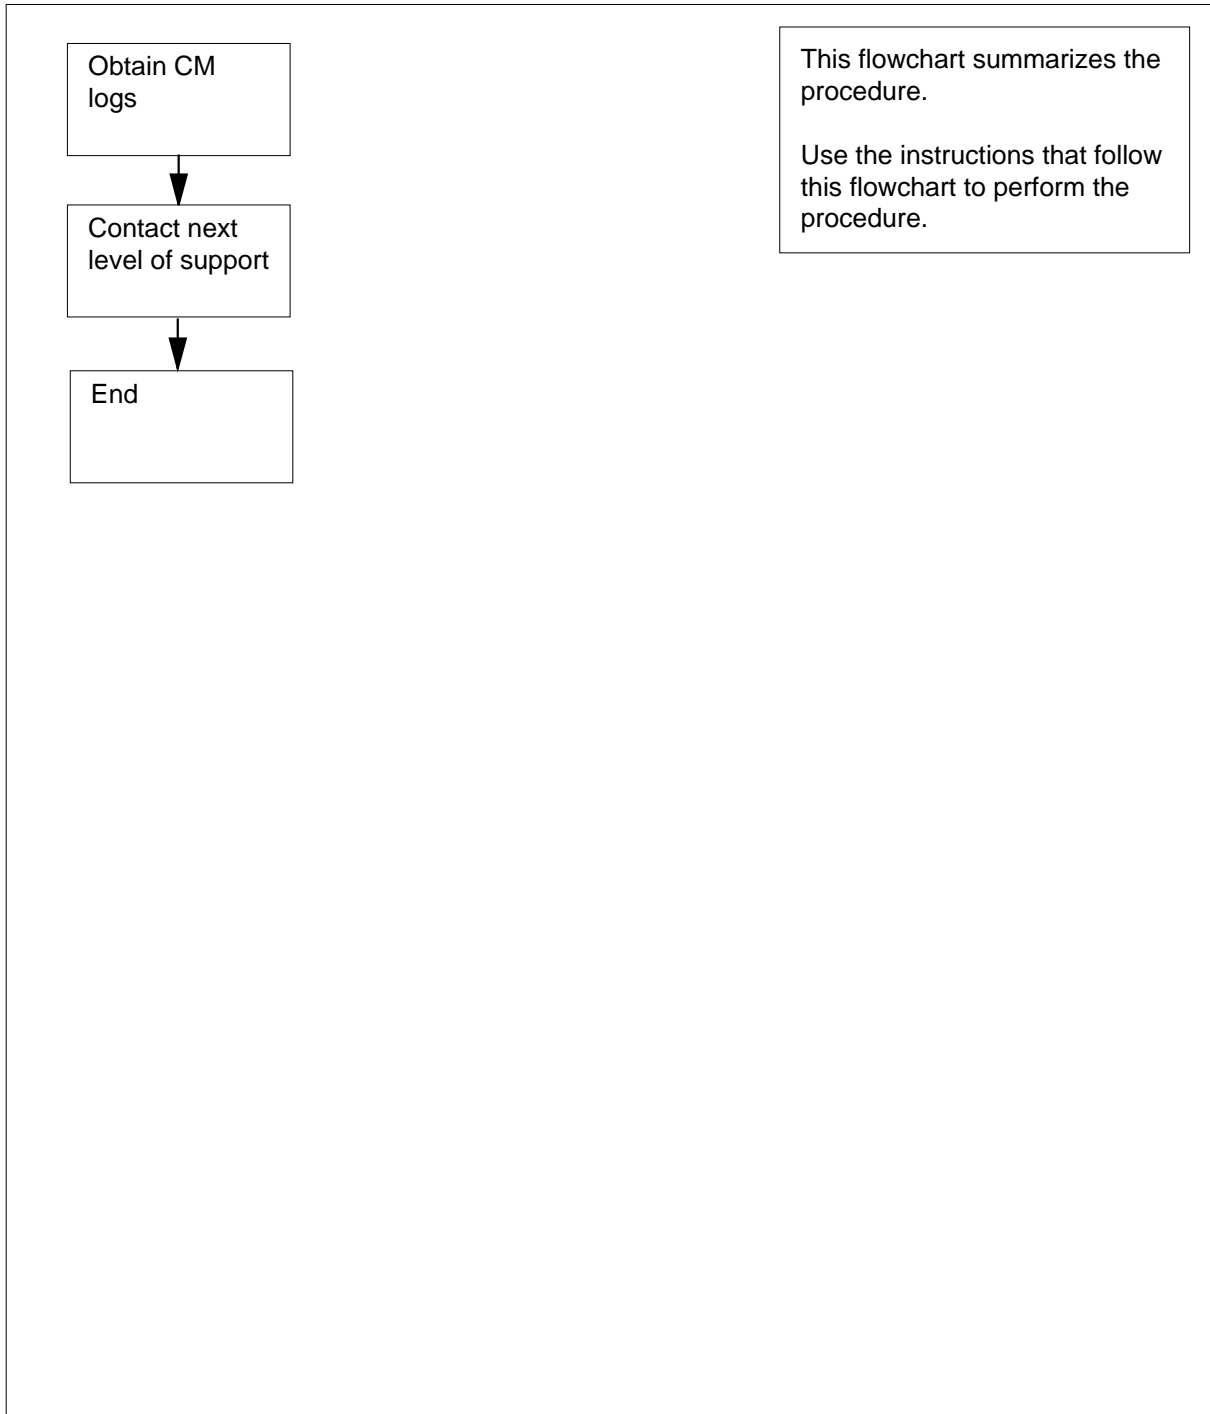 Obtain CM
logs
Contact next
level of support
End
This flowchart summarizes the
procedure.
Use the instructions that follow
this flowchart to perform the
procedure.